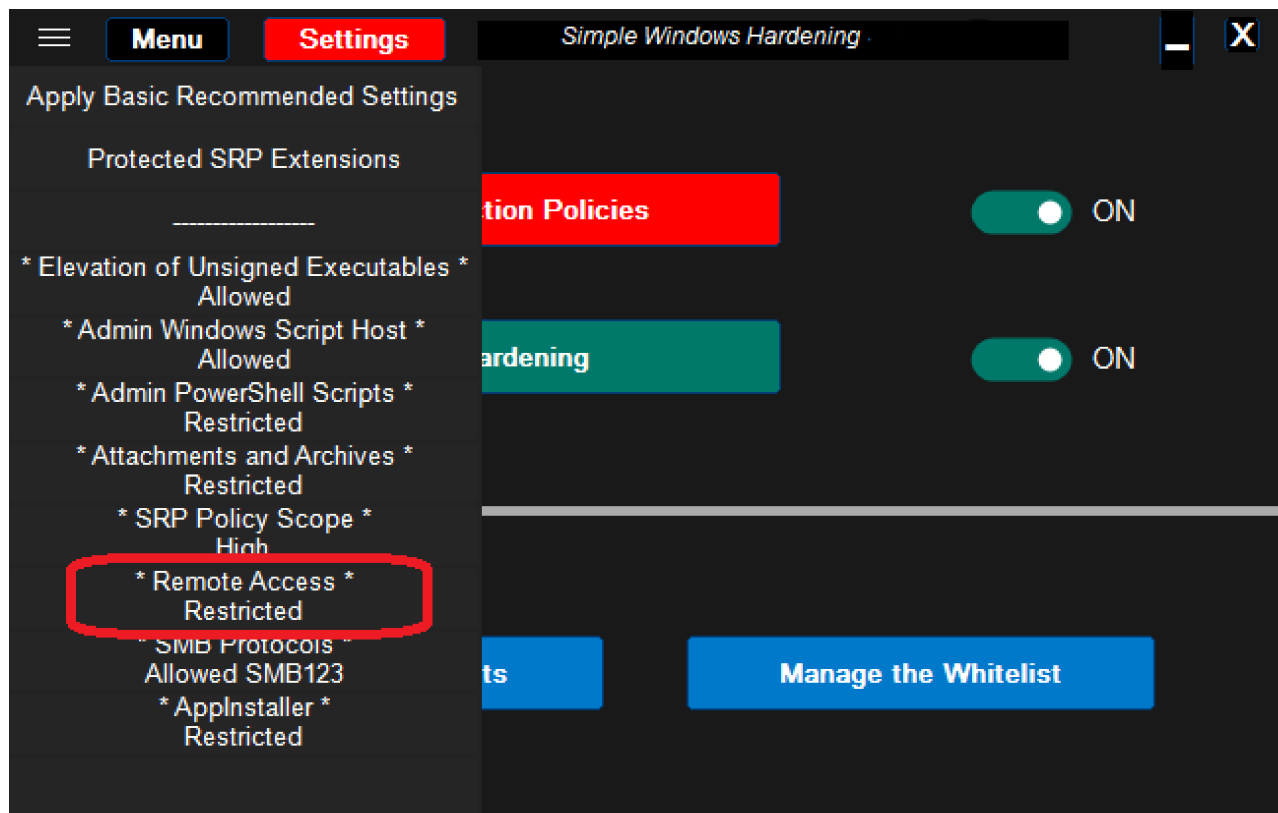 Menu
Settings
Simple Windows Hardening
X
Apply Basic Recommended Settings
Protected SRP Extensions
------------------
tion Policies
ON
* Elevation of Unsigned Executables *
Allowed
* Admin Windows Script Host *
Allowed
ardening
ON
* Admin PowerShell Scripts *
Restricted
* Attachments and Archives *
Restricted
* SRP Policy Scope *
High
* Remote Access *
Restricted
* SMB Protocols *
Allowed SMB123
ts
Manage the Whitelist
* AppInstaller *
Restricted